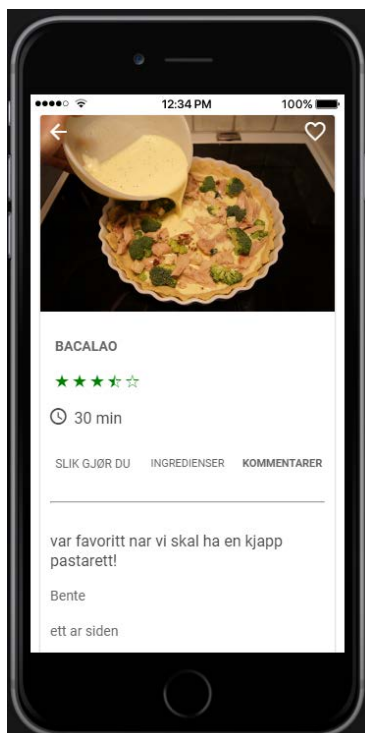 12:34 PM
100%
BACALAO
30 min
SLIK GJØR DU INGREDIENSER KOMMENTARER
var favoritt nar vi skal ha en kjapp
pastarett!
Bente
ett ar siden